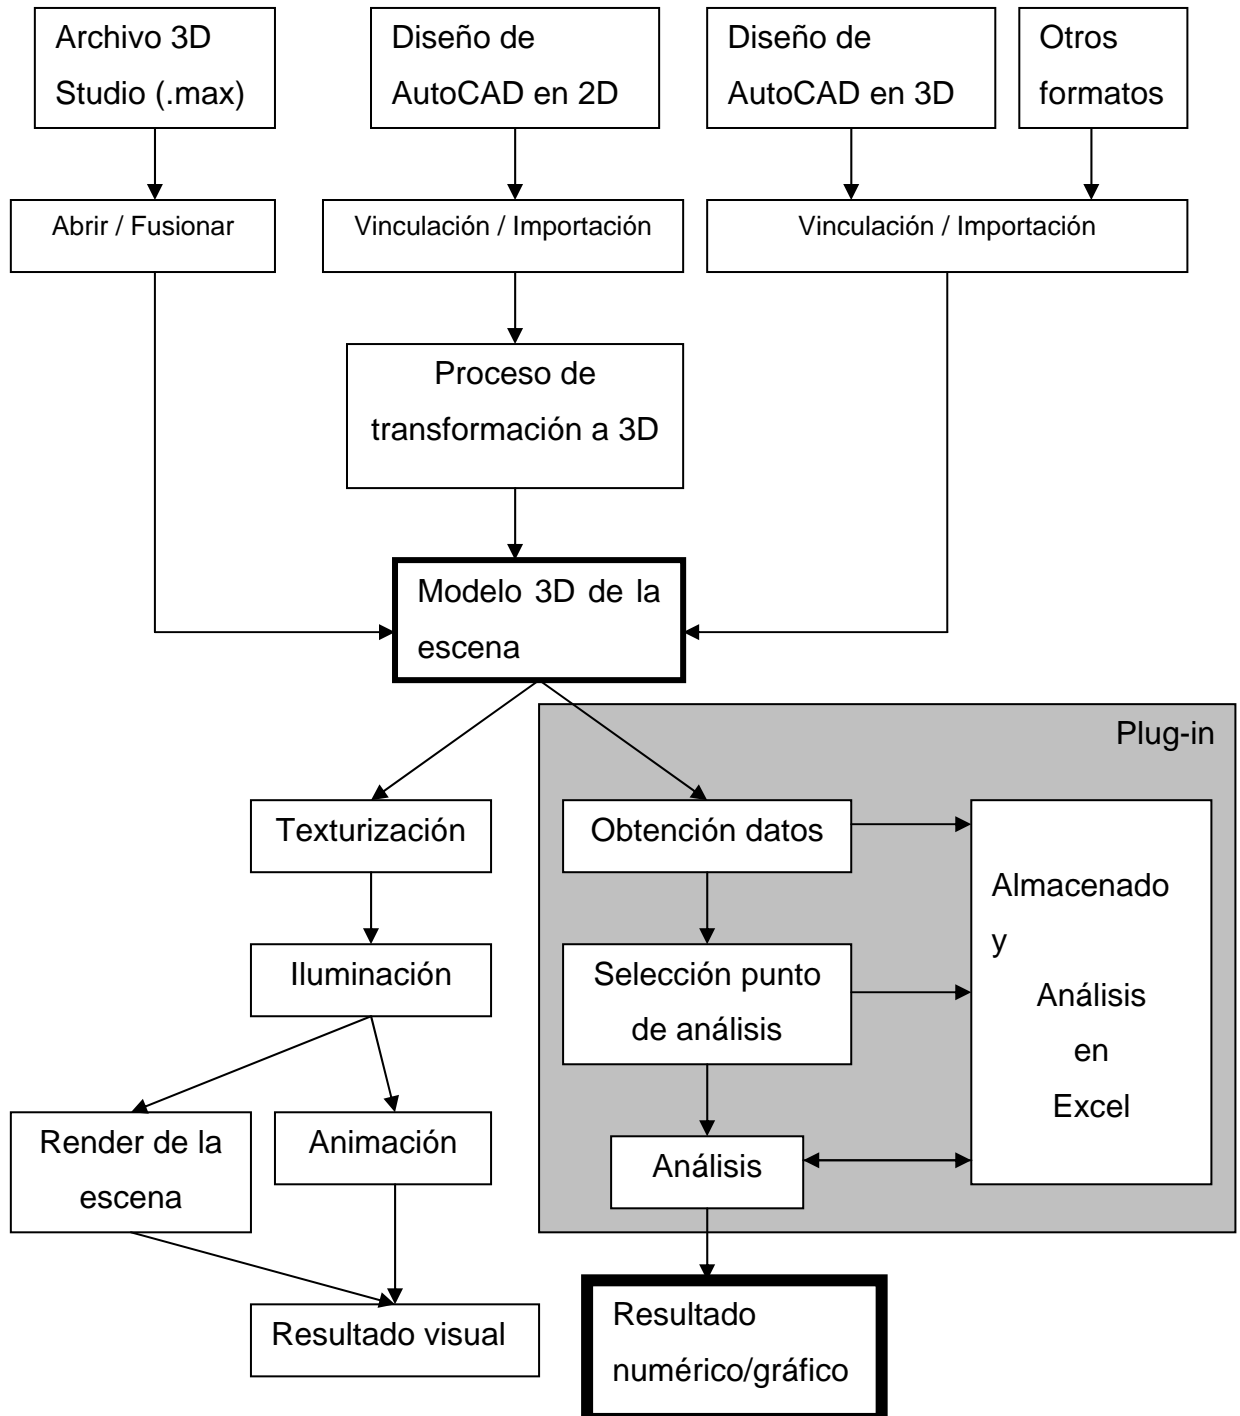 Archivo 3D
Studio (.max)
Diseño de
AutoCAD en 2D
Diseño de
AutoCAD en 3D
Otros
formatos
Abrir / Fusionar
Vinculación / Importación
Vinculación / Importación
Proceso de
transformación a 3D
Modelo 3D de la
escena
Plug-in
Texturización
Obtención datos
Almacenado
y
Análisis
en
Excel
Iluminación
Selección punto
de análisis
Render de la
escena
Animación
Análisis
Resultado visual
Resultado
numérico/gráfico